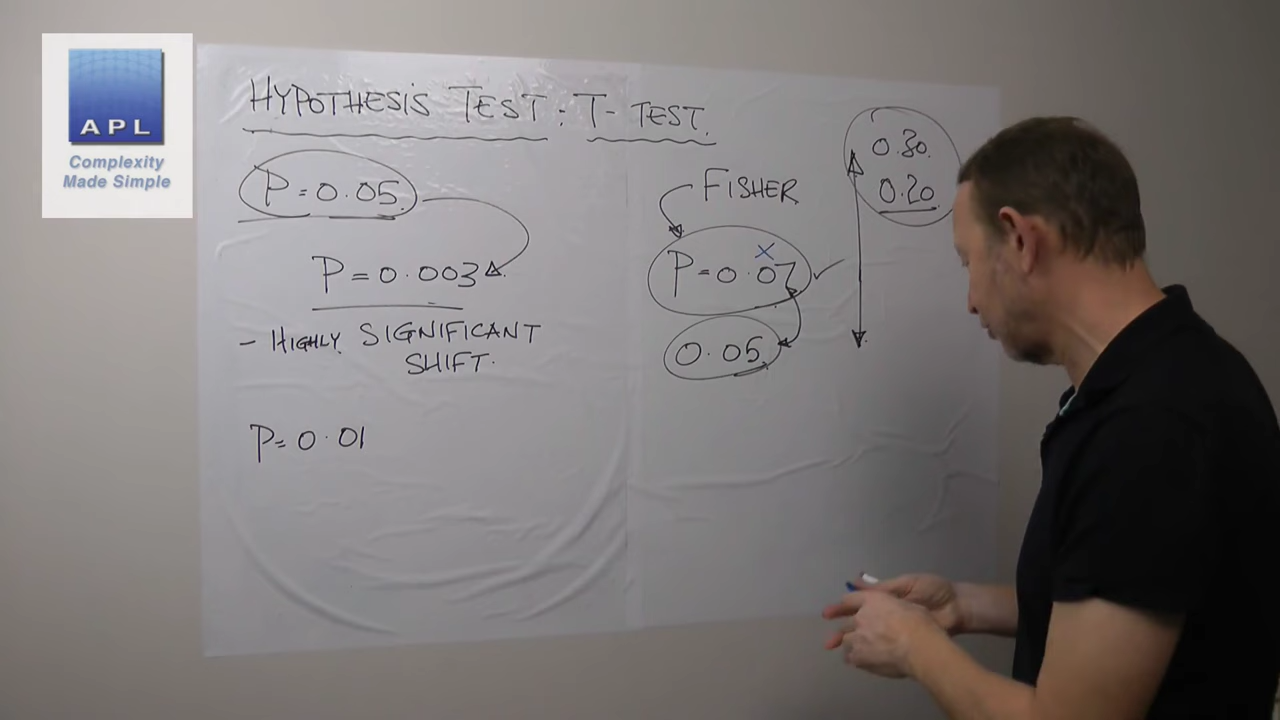 APL
Complexity
Made Simple
HYPOTHESIS TEST: T-TEST.
P=0.05
P=0.003
- HIGHLY SIGNIFICANT
SHIFT.
P=0.01
FISHER
P=0.07
x
0.05
0.30.
0.20